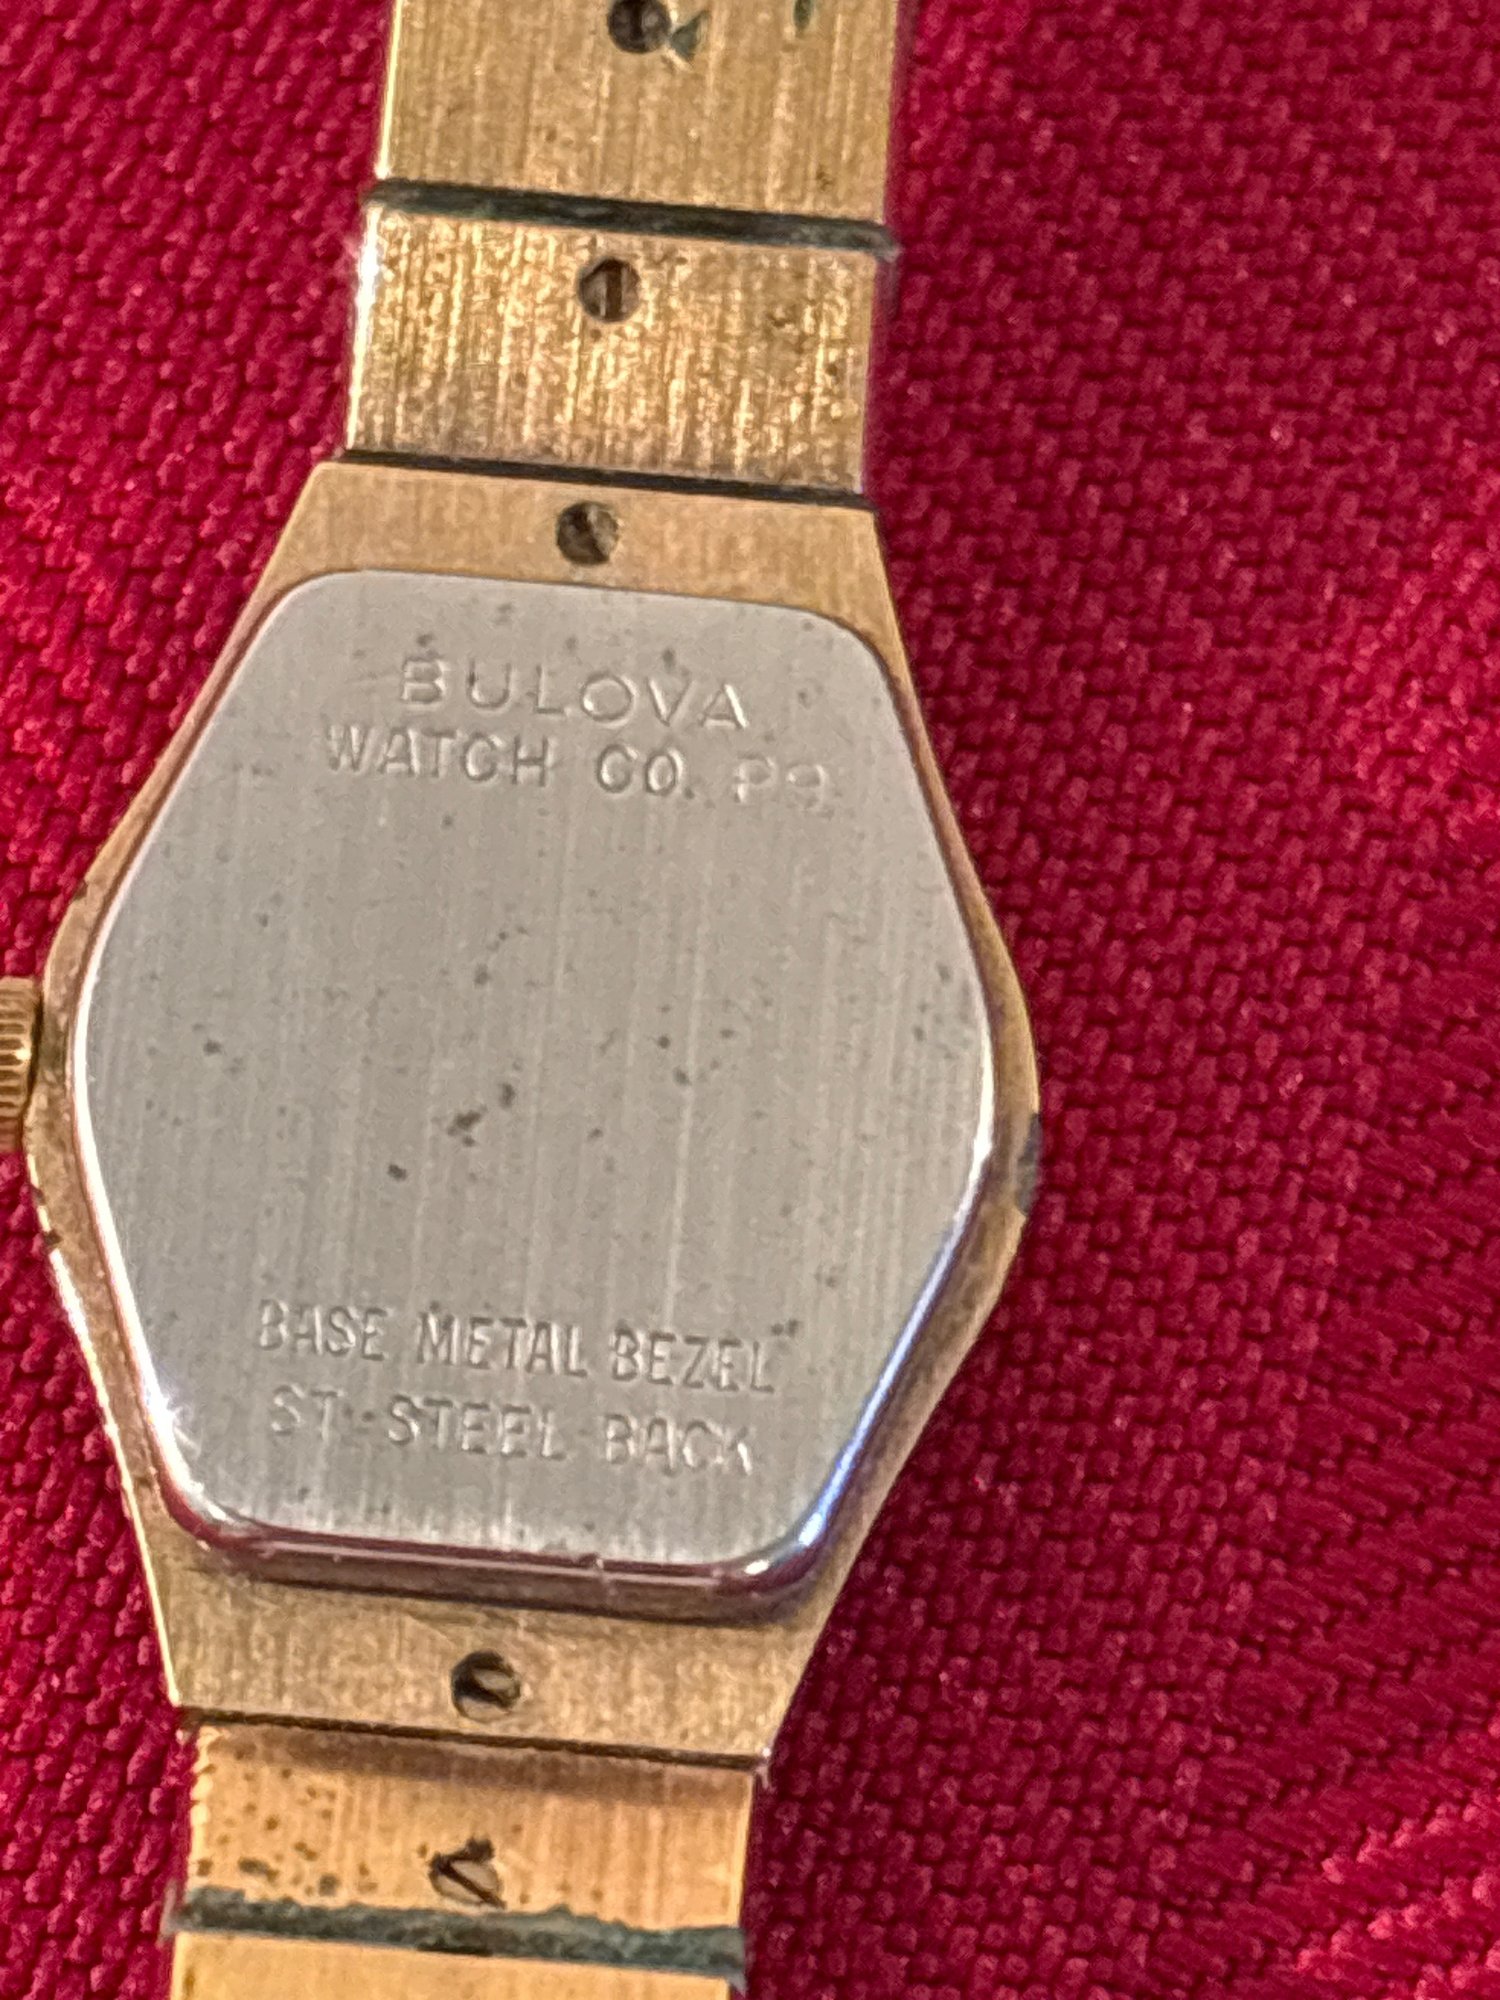 BULOVA
WATCH CO. P9
BASE METAL BEZEL
ST-STEEL BACK